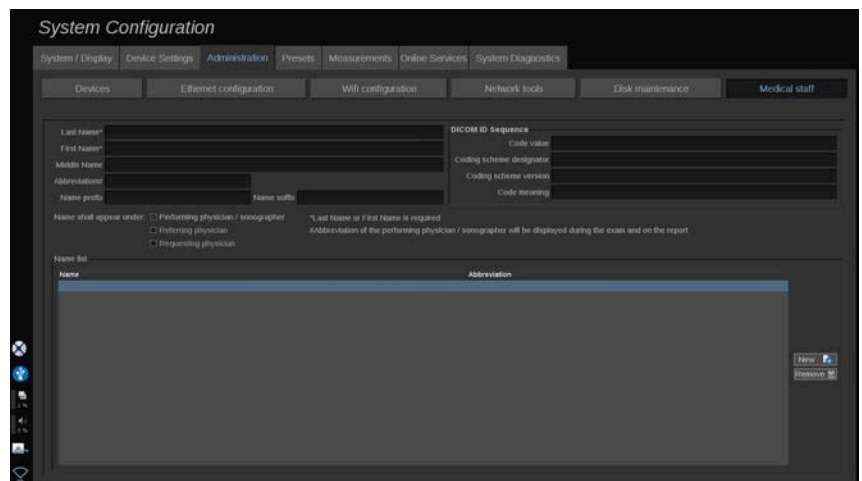 System Configuration
System / Display Device Settings Administration Presets Measurements Online Services System Diagnostics
Devices Ethernet configuration Wifi configuration Network tools Disk maintenance Medical staff
Last Name*
First Name*
Middle Name
Abbreviation#
Name prefix Name suffix
DICOM ID Sequence
Code value
Coding scheme designator
Coding scheme version
Code meaning
Name shall appear under: Performing physician / sonographer
Referring physician
Requesting physician
*Last Name or First Name is required
#Abbreviation of the performing physician / sonographer will be displayed during the exam and on the report
Name list
Name Abbreviation
New
Remove